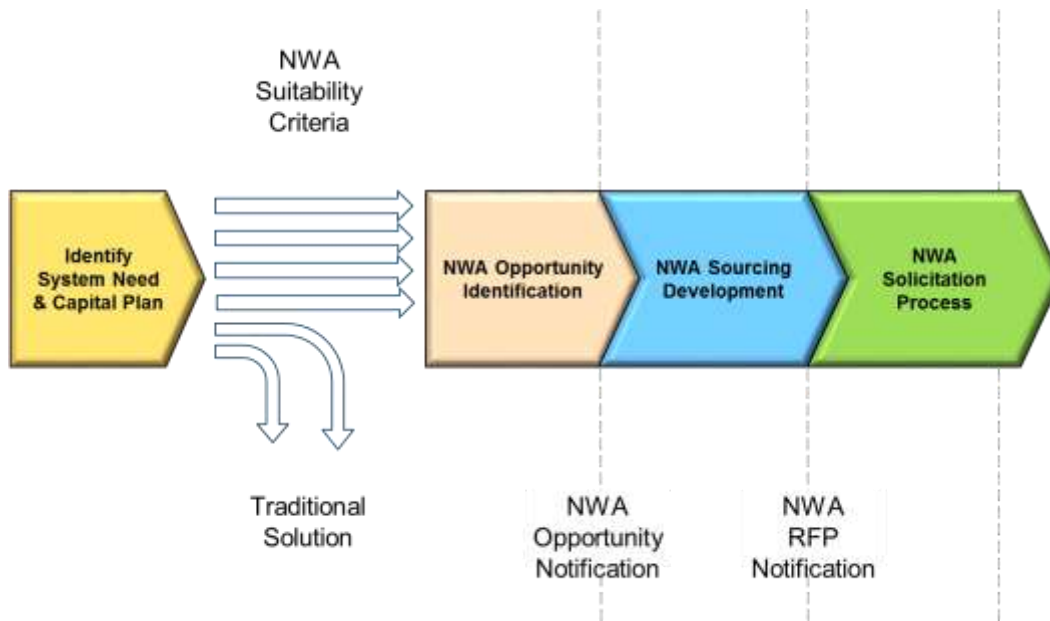 NWA
Suitability
Criteria
Identify
System Need
& Capital Plan
NWA Opportunity
Identification
NWA Sourcing
Development
NWA
Solicitation
Process
Traditional
Solution
NWA
Opportunity
Notification
NWA
RFP
Notification